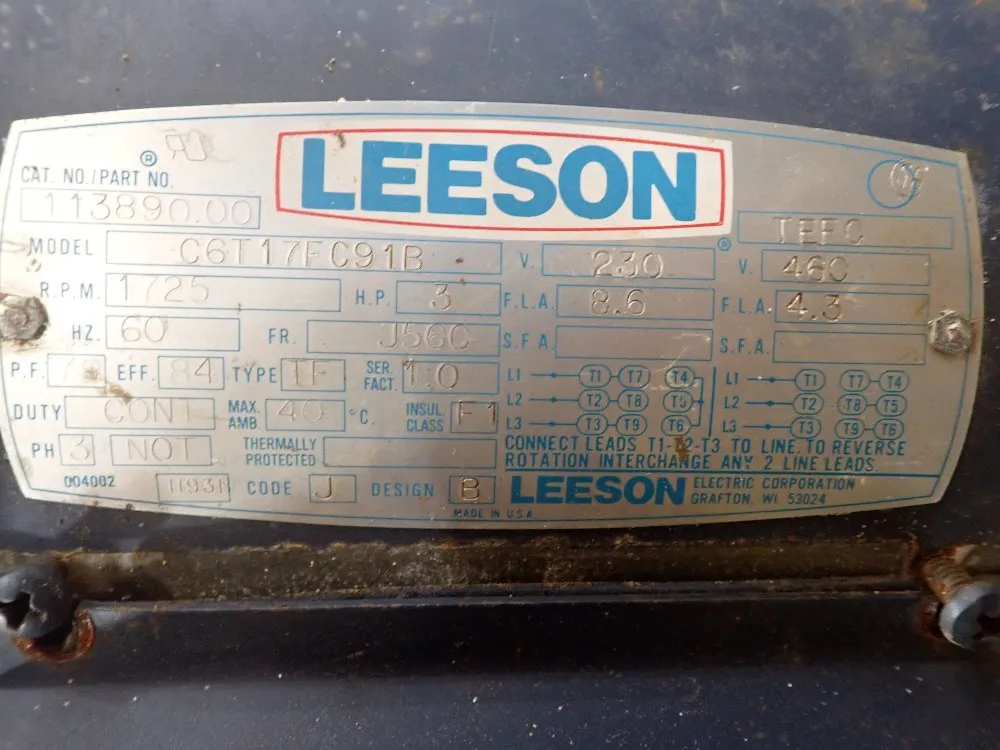 ®
LEESON
CAT. NO./PART NO.
113890.00
TEFC
MODEL C6T17FC91B V. 230 ® V. 460
R.P.M. 1725 H.P. 3 F.L.A. 8.6 F.L.A. 4.3
HZ. 60 FR. J56C S.F.A. S.F.A.
P.F. EFF. 84 TYPE TF SER. FACT. 1.0
DUTY CONT MAX. AMB. 40 °C. INSUL. CLASS F1
PH 3 NOT THERMALLY PROTECTED
L1 T1 T7 T4 L1 T1 T7 T4
L2 T2 T8 T5 L2 T2 T8 T5
L3 T3 T9 T6 L3 T3 T9 T6
CONNECT LEADS T1-T2-T3 TO LINE. TO REVERSE
ROTATION INTERCHANGE ANY 2 LINE LEADS.
004002 CODE J DESIGN B LEESON ELECTRIC CORPORATION
GRAFTON, WI. 53024
MADE IN U.S.A.